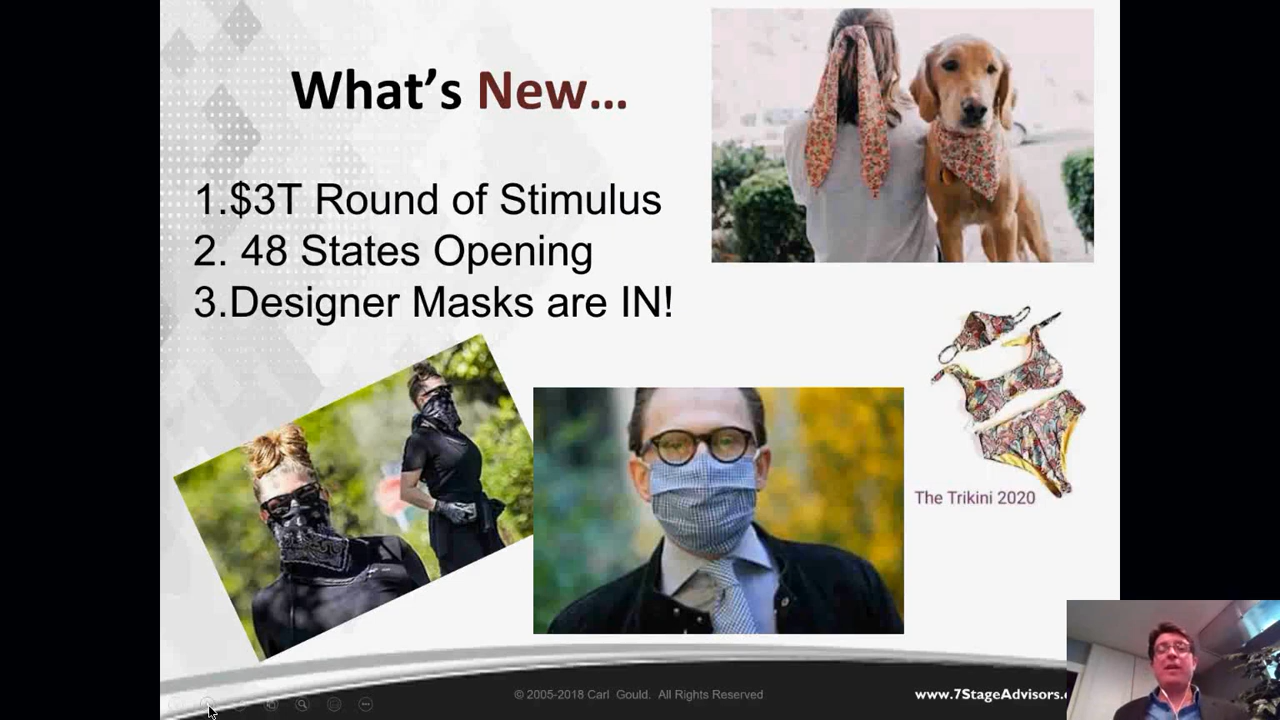 What's New...
1.$3T Round of Stimulus
2. 48 States Opening
3.Designer Masks are IN!
The Trikini 2020
© 2005-2018 Carl Gould. All Rights Reserved
www.7StageAdvisors.c